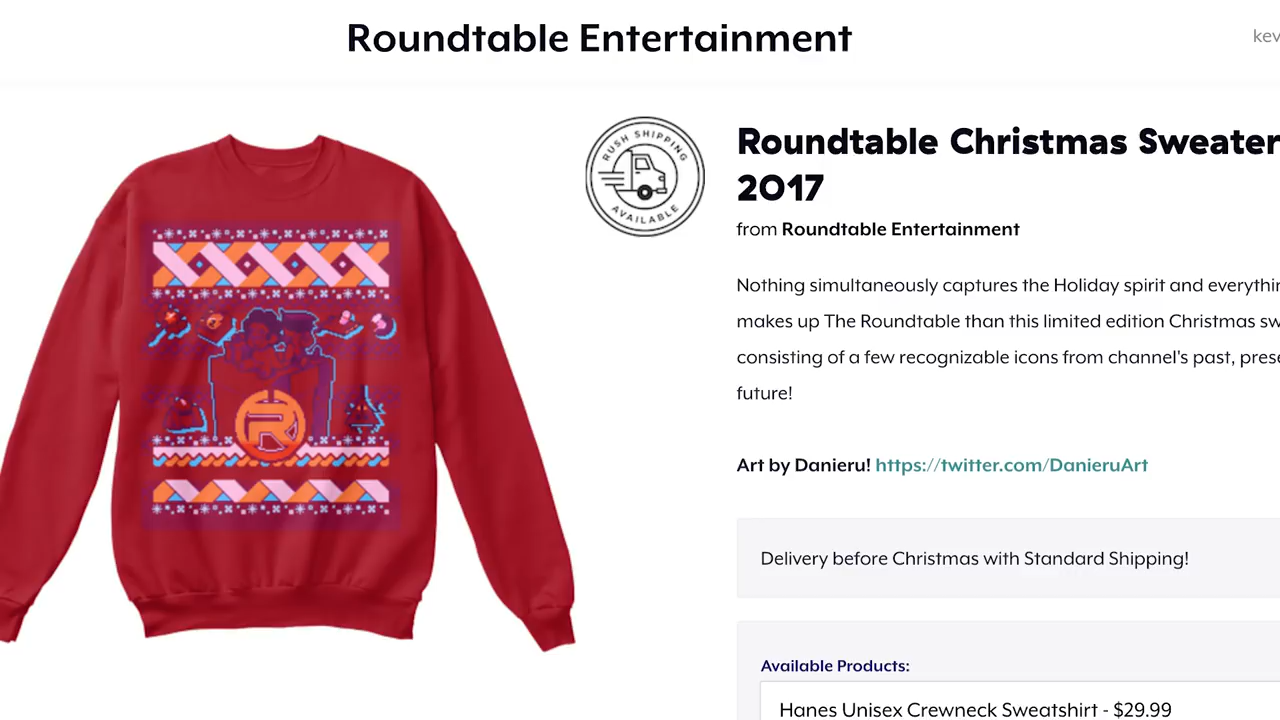 Roundtable Entertainment
kev
RUSH SHIPPING
AVAILABLE
Roundtable Christmas Sweater
2017
from Roundtable Entertainment
Nothing simultaneously captures the Holiday spirit and everythin
makes up The Roundtable than this limited edition Christmas sw
consisting of a few recognizable icons from channel's past, prese
future!
Art by Danieru! https://twitter.com/DanieruArt
Delivery before Christmas with Standard Shipping!
Available Products:
Hanes Unisex Crewneck Sweatshirt - $29.99
R